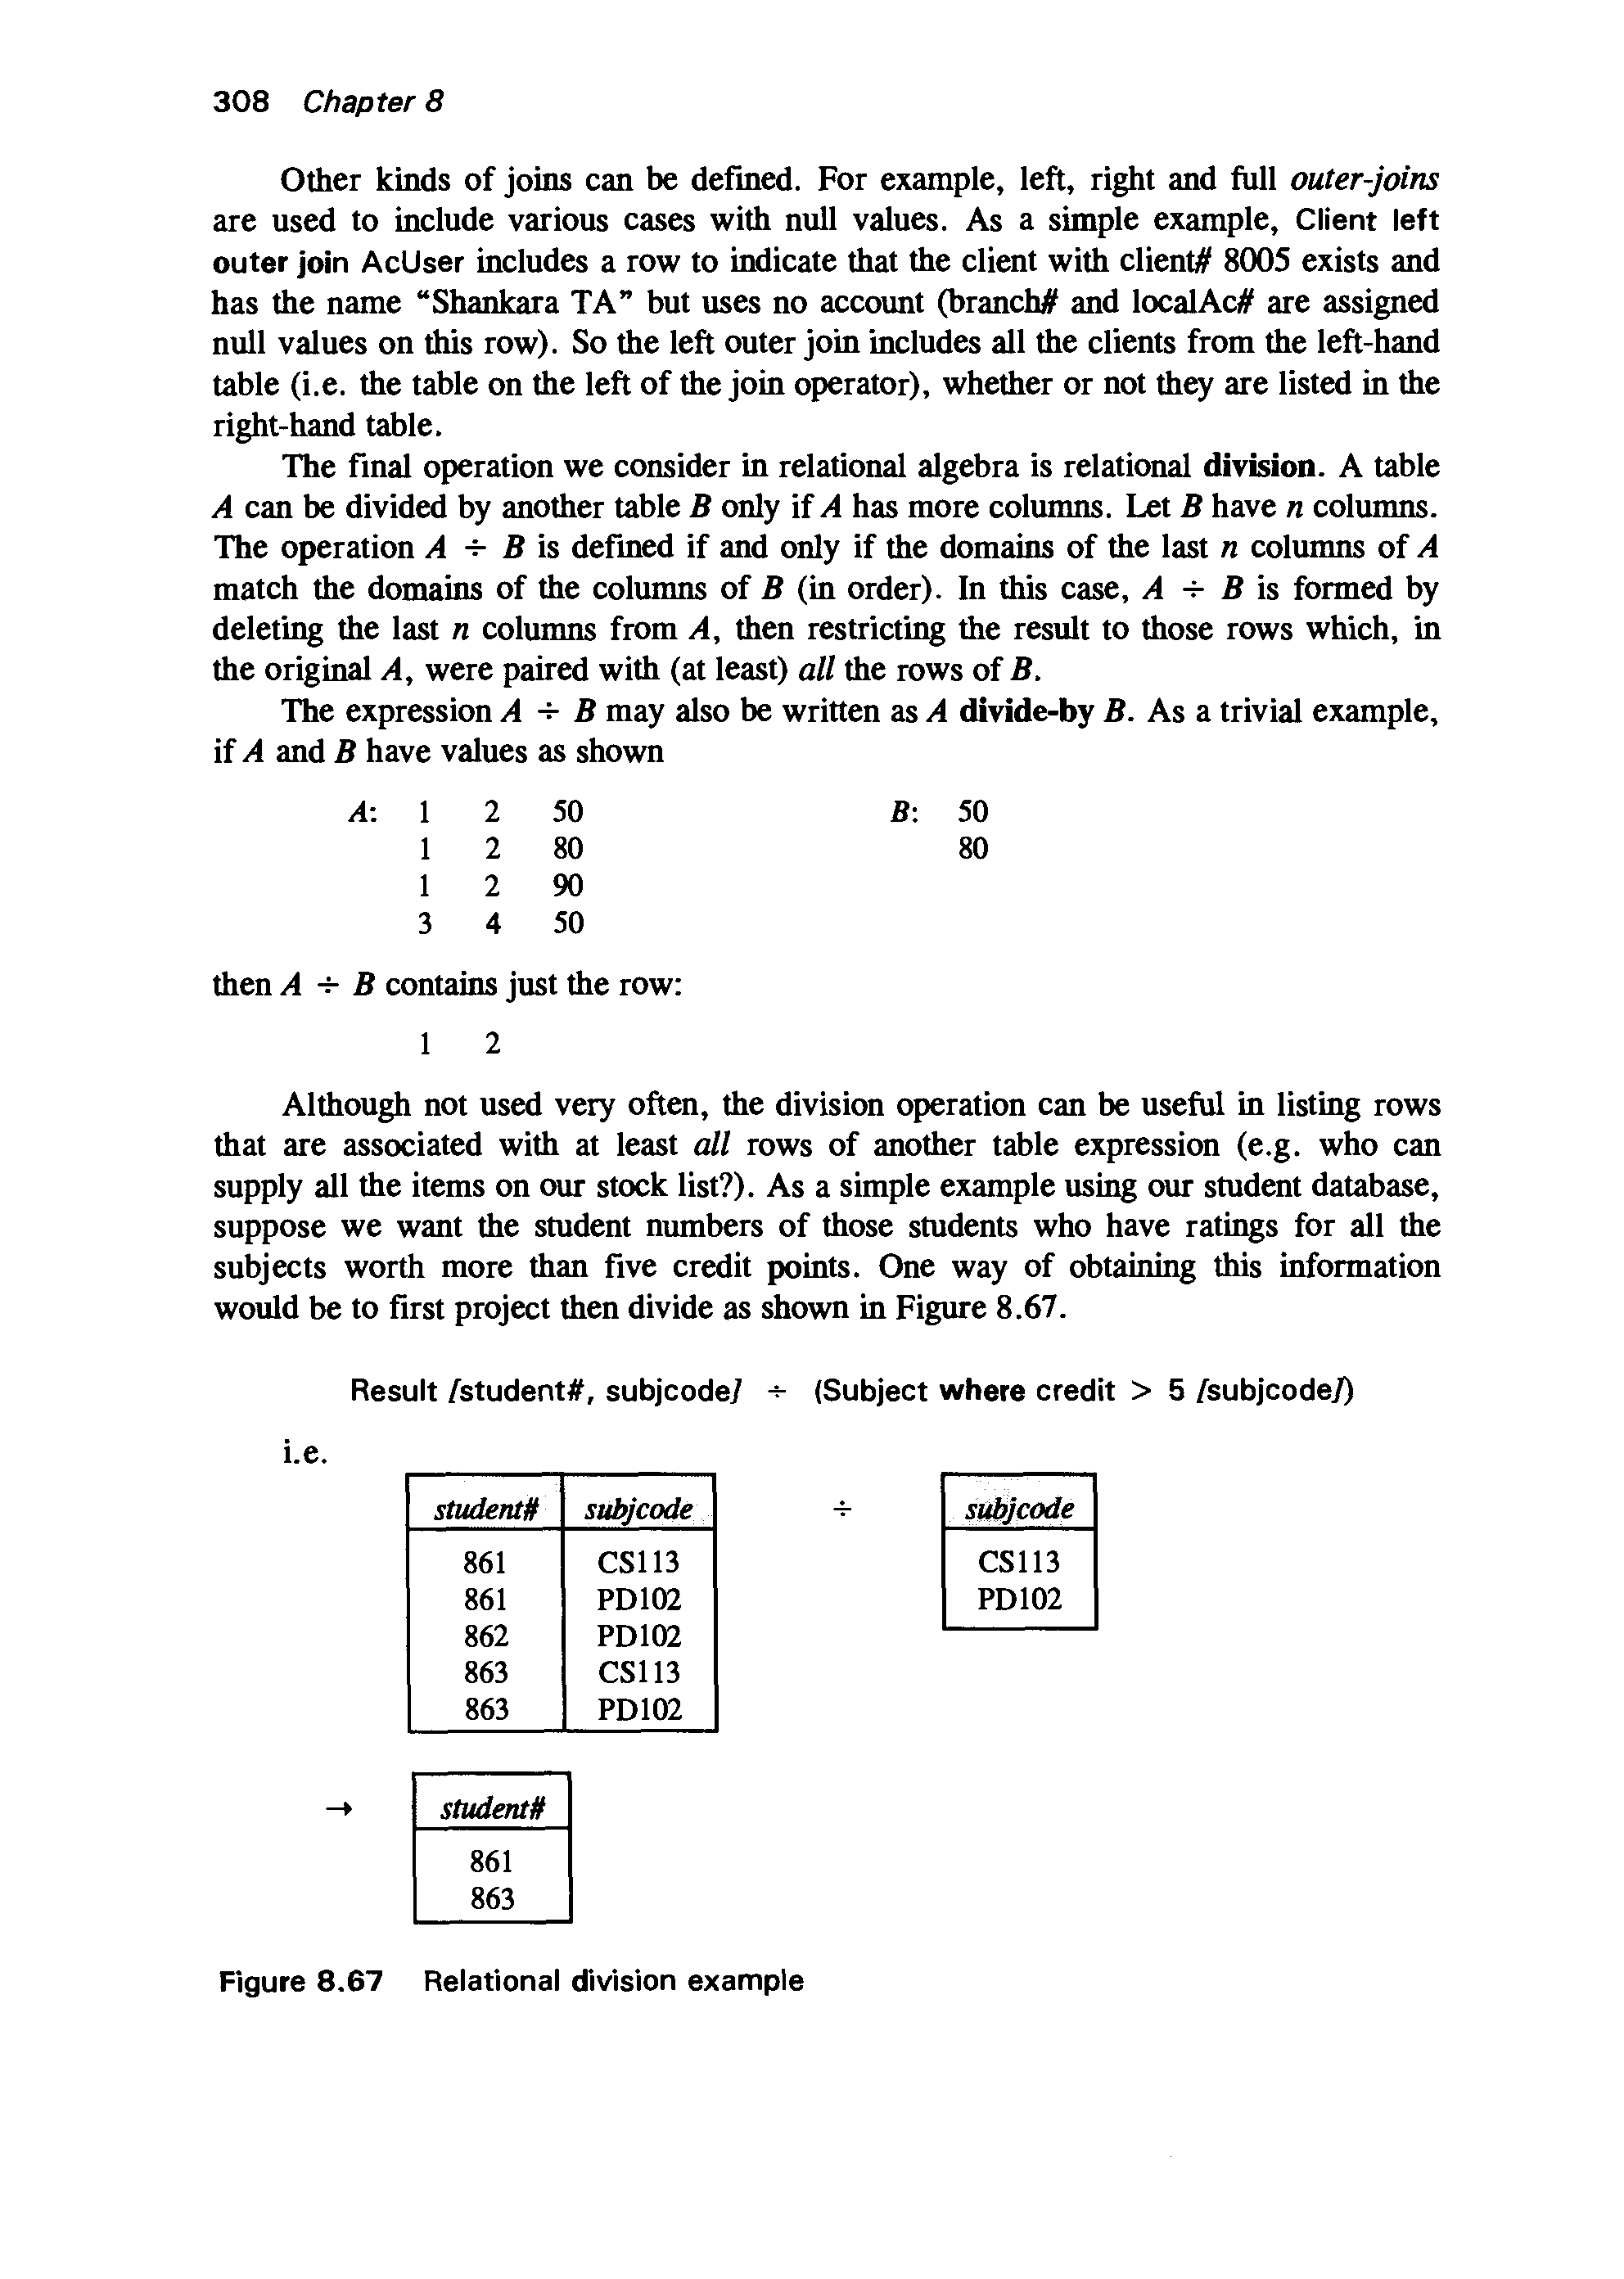 308 Chapter 8
Other kinds of joins can be defined. For example, left, right and full outer-joins
are used to include various cases with null values. As a simple example, Client left
outer join AcUser includes a row to indicate that the client with client# 8005 exists and
has the name “Shankara TA” but uses no account (branch# and localAc# are assigned
null values on this row). So the left outer join includes all the clients from the left-hand
table (i.e. the table on the left of the join operator), whether or not they are listed in the
right-hand table.
The final operation we consider in relational algebra is relational division. A table
A can be divided by another table B only if A has more columns. Let B have n columns.
The operation A ÷ B is defined if and only if the domains of the last n columns of A
match the domains of the columns of B (in order). In this case, A ÷ B is formed by
deleting the last n columns from A, then restricting the result to those rows which, in
the original A, were paired with (at least) all the rows of B.
The expression A ÷ B may also be written as A divide-by B. As a trivial example,
if A and B have values as shown
A: 1 2 50 B: 50
1 2 80 80
1 2 90
3 4 50
then A ÷ B contains just the row:
1 2
Although not used very often, the division operation can be useful in listing rows
that are associated with at least all rows of another table expression (e.g. who can
supply all the items on our stock list?). As a simple example using our student database,
suppose we want the student numbers of those students who have ratings for all the
subjects worth more than five credit points. One way of obtaining this information
would be to first project then divide as shown in Figure 8.67.
Result [student#, subjcode] ÷ (Subject where credit > 5 [subjcode])
i.e.
student# subjcode ÷ subjcode
861 CS113 CS113
861 PD102 PD102
862 PD102
863 CS113
863 PD102
→ student#
861
863
Figure 8.67 Relational division example